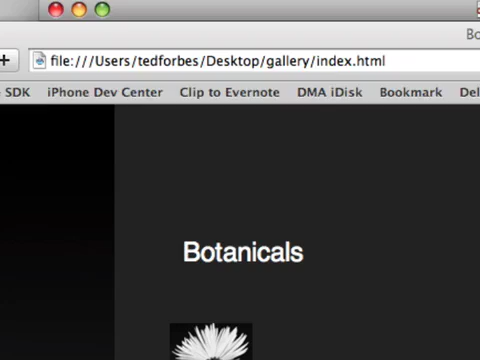 Bo
file:///Users/tedforbes/Desktop/gallery/index.html
SDK iPhone Dev Center Clip to Evernote DMA iDisk Bookmark Del
Botanicals